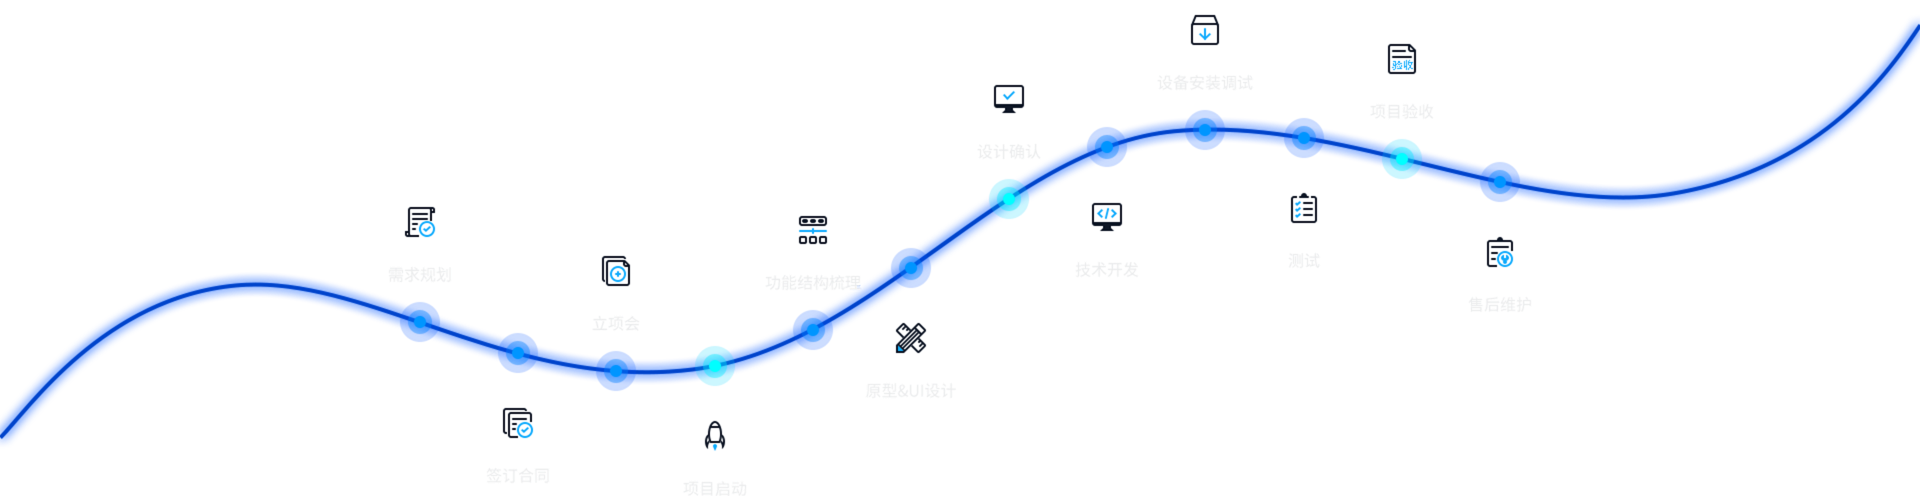 需求规划
签订合同
立项会
项目启动
功能结构梳理
原型&UI设计
设计确认
技术开发
设备安装调试
测试
验收
项目验收
售后维护